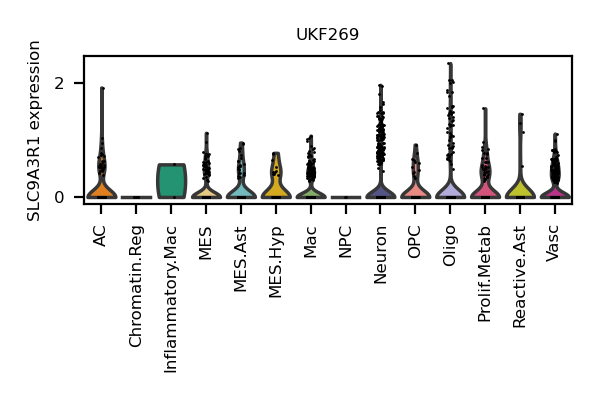 UKF269
SLC9A3R1 expression
2
0
AC
Chromatin.Reg
Inflammatory.Mac
MES
MES.Ast
MES.Hyp
Mac
NPC
Neuron
OPC
Oligo
Prolif.Metab
Reactive.Ast
Vasc